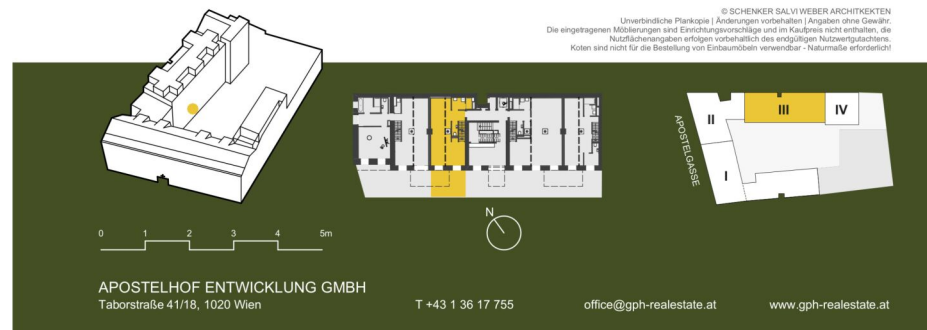 © SCHENKER SALVI WEBER ARCHITKEKTEN
Unverbindliche Plankopie | Änderungen vorbehalten | Angaben ohne Gewähr.
Die eingetragenen Möblierungen sind Einrichtungsvorschläge und im Kaufpreis nicht enthalten, die
Nutzflächenangaben erfolgen vorbehaltlich des endgültigen Nutzwertgutachtens.
Koten sind nicht für die Bestellung von Einbaumöbeln verwendbar - Naturmaße erforderlich!
II
III
IV
APOSTELGASSE
I
N
0 1 2 3 4 5m
APOSTELHOF ENTWICKLUNG GMBH
Taborstraße 41/18, 1020 Wien
T +43 1 36 17 755
office@gph-realestate.at
www.gph-realestate.at